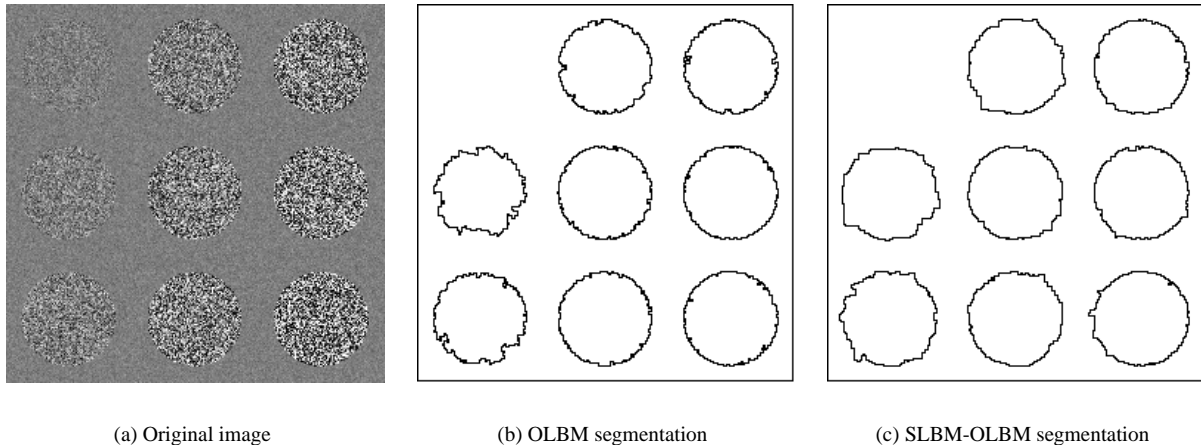 (a) Original image
(b) OLBM segmentation
(c) SLBM-OLBM segmentation